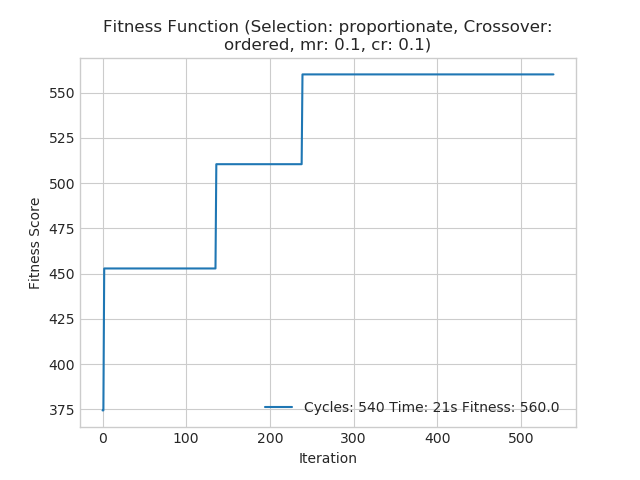 Fitness Function (Selection: proportionate, Crossover:
ordered, mr: 0.1, cr: 0.1)
Fitness Score
550
525
500
475
450
425
400
375
Cycles: 540 Time: 21s Fitness: 560.0
0 100 200 300 400 500
Iteration